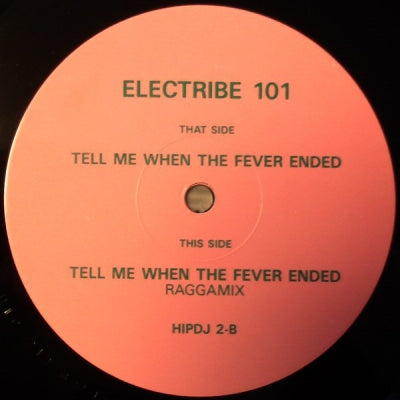 ELECTRIBE 101
THAT SIDE
TELL ME WHEN THE FEVER ENDED
THIS SIDE
TELL ME WHEN THE FEVER ENDED
RAGGAMIX
HIPDJ 2-B